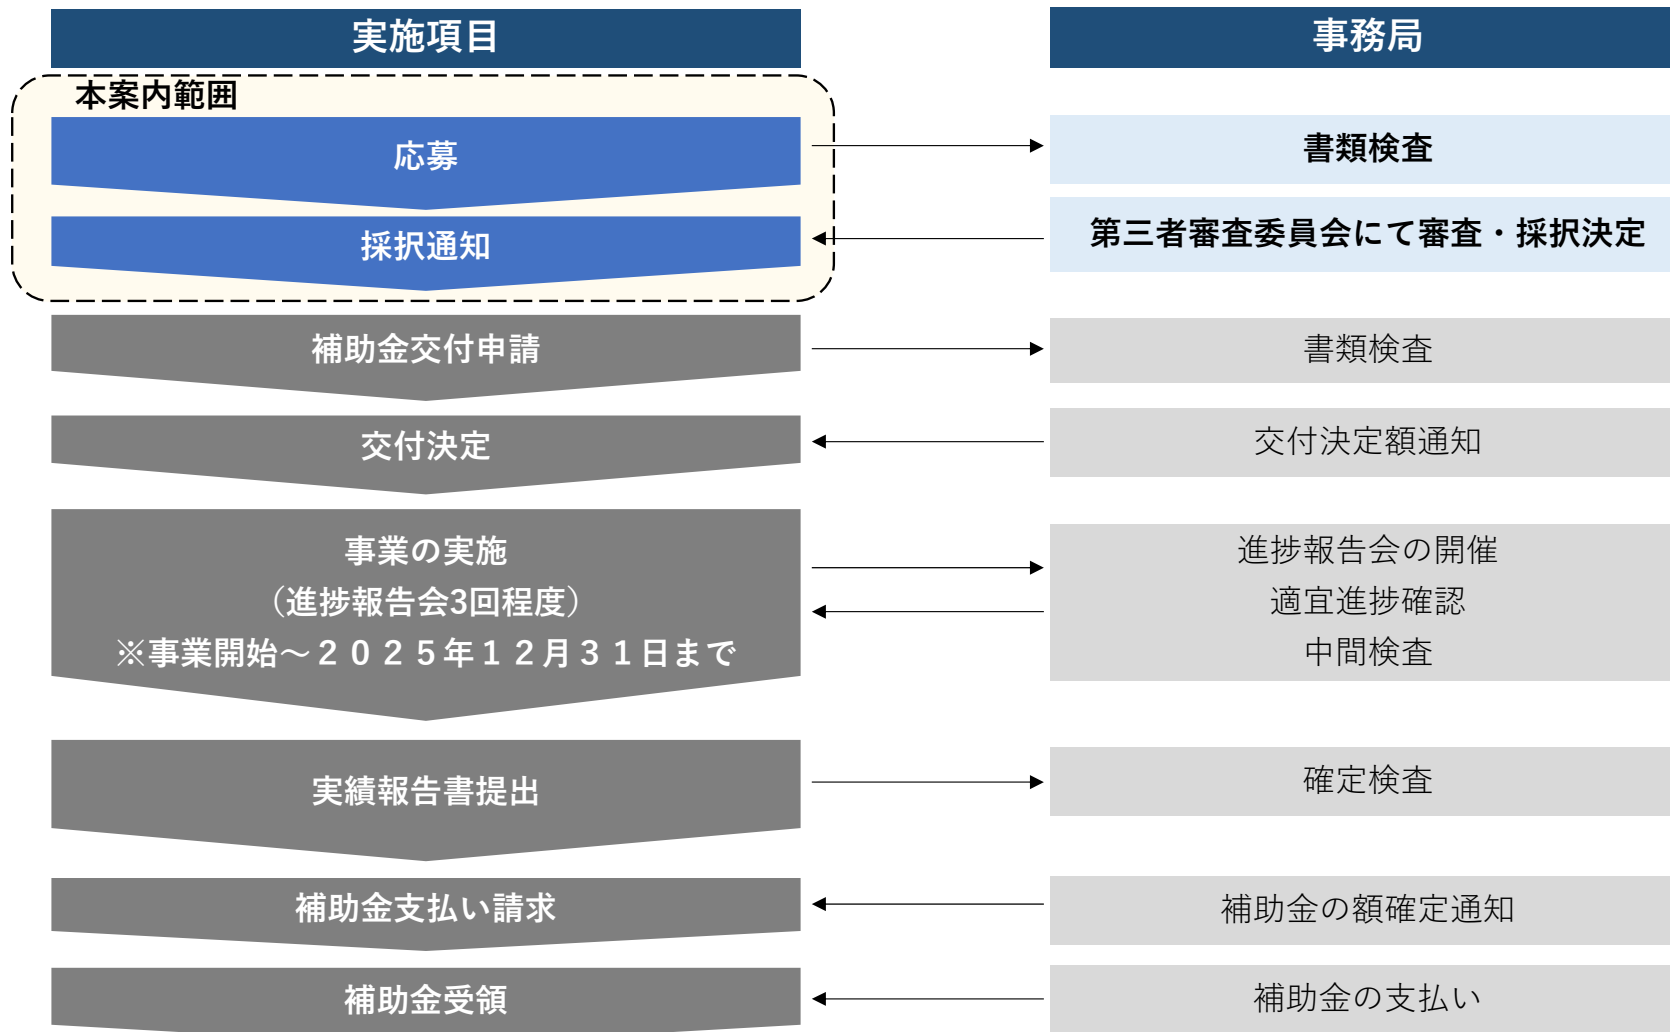 実施項目
事務局
本案内範囲
応募
書類検査
採択通知
第三者審査委員会にて審査・採択決定
補助金交付申請
書類検査
交付決定
交付決定額通知
事業の実施
（進捗報告会3回程度）
※事業開始～２０２５年１２月３１日まで
進捗報告会の開催
適宜進捗確認
中間検査
実績報告書提出
確定検査
補助金支払い請求
補助金の額確定通知
補助金受領
補助金の支払い